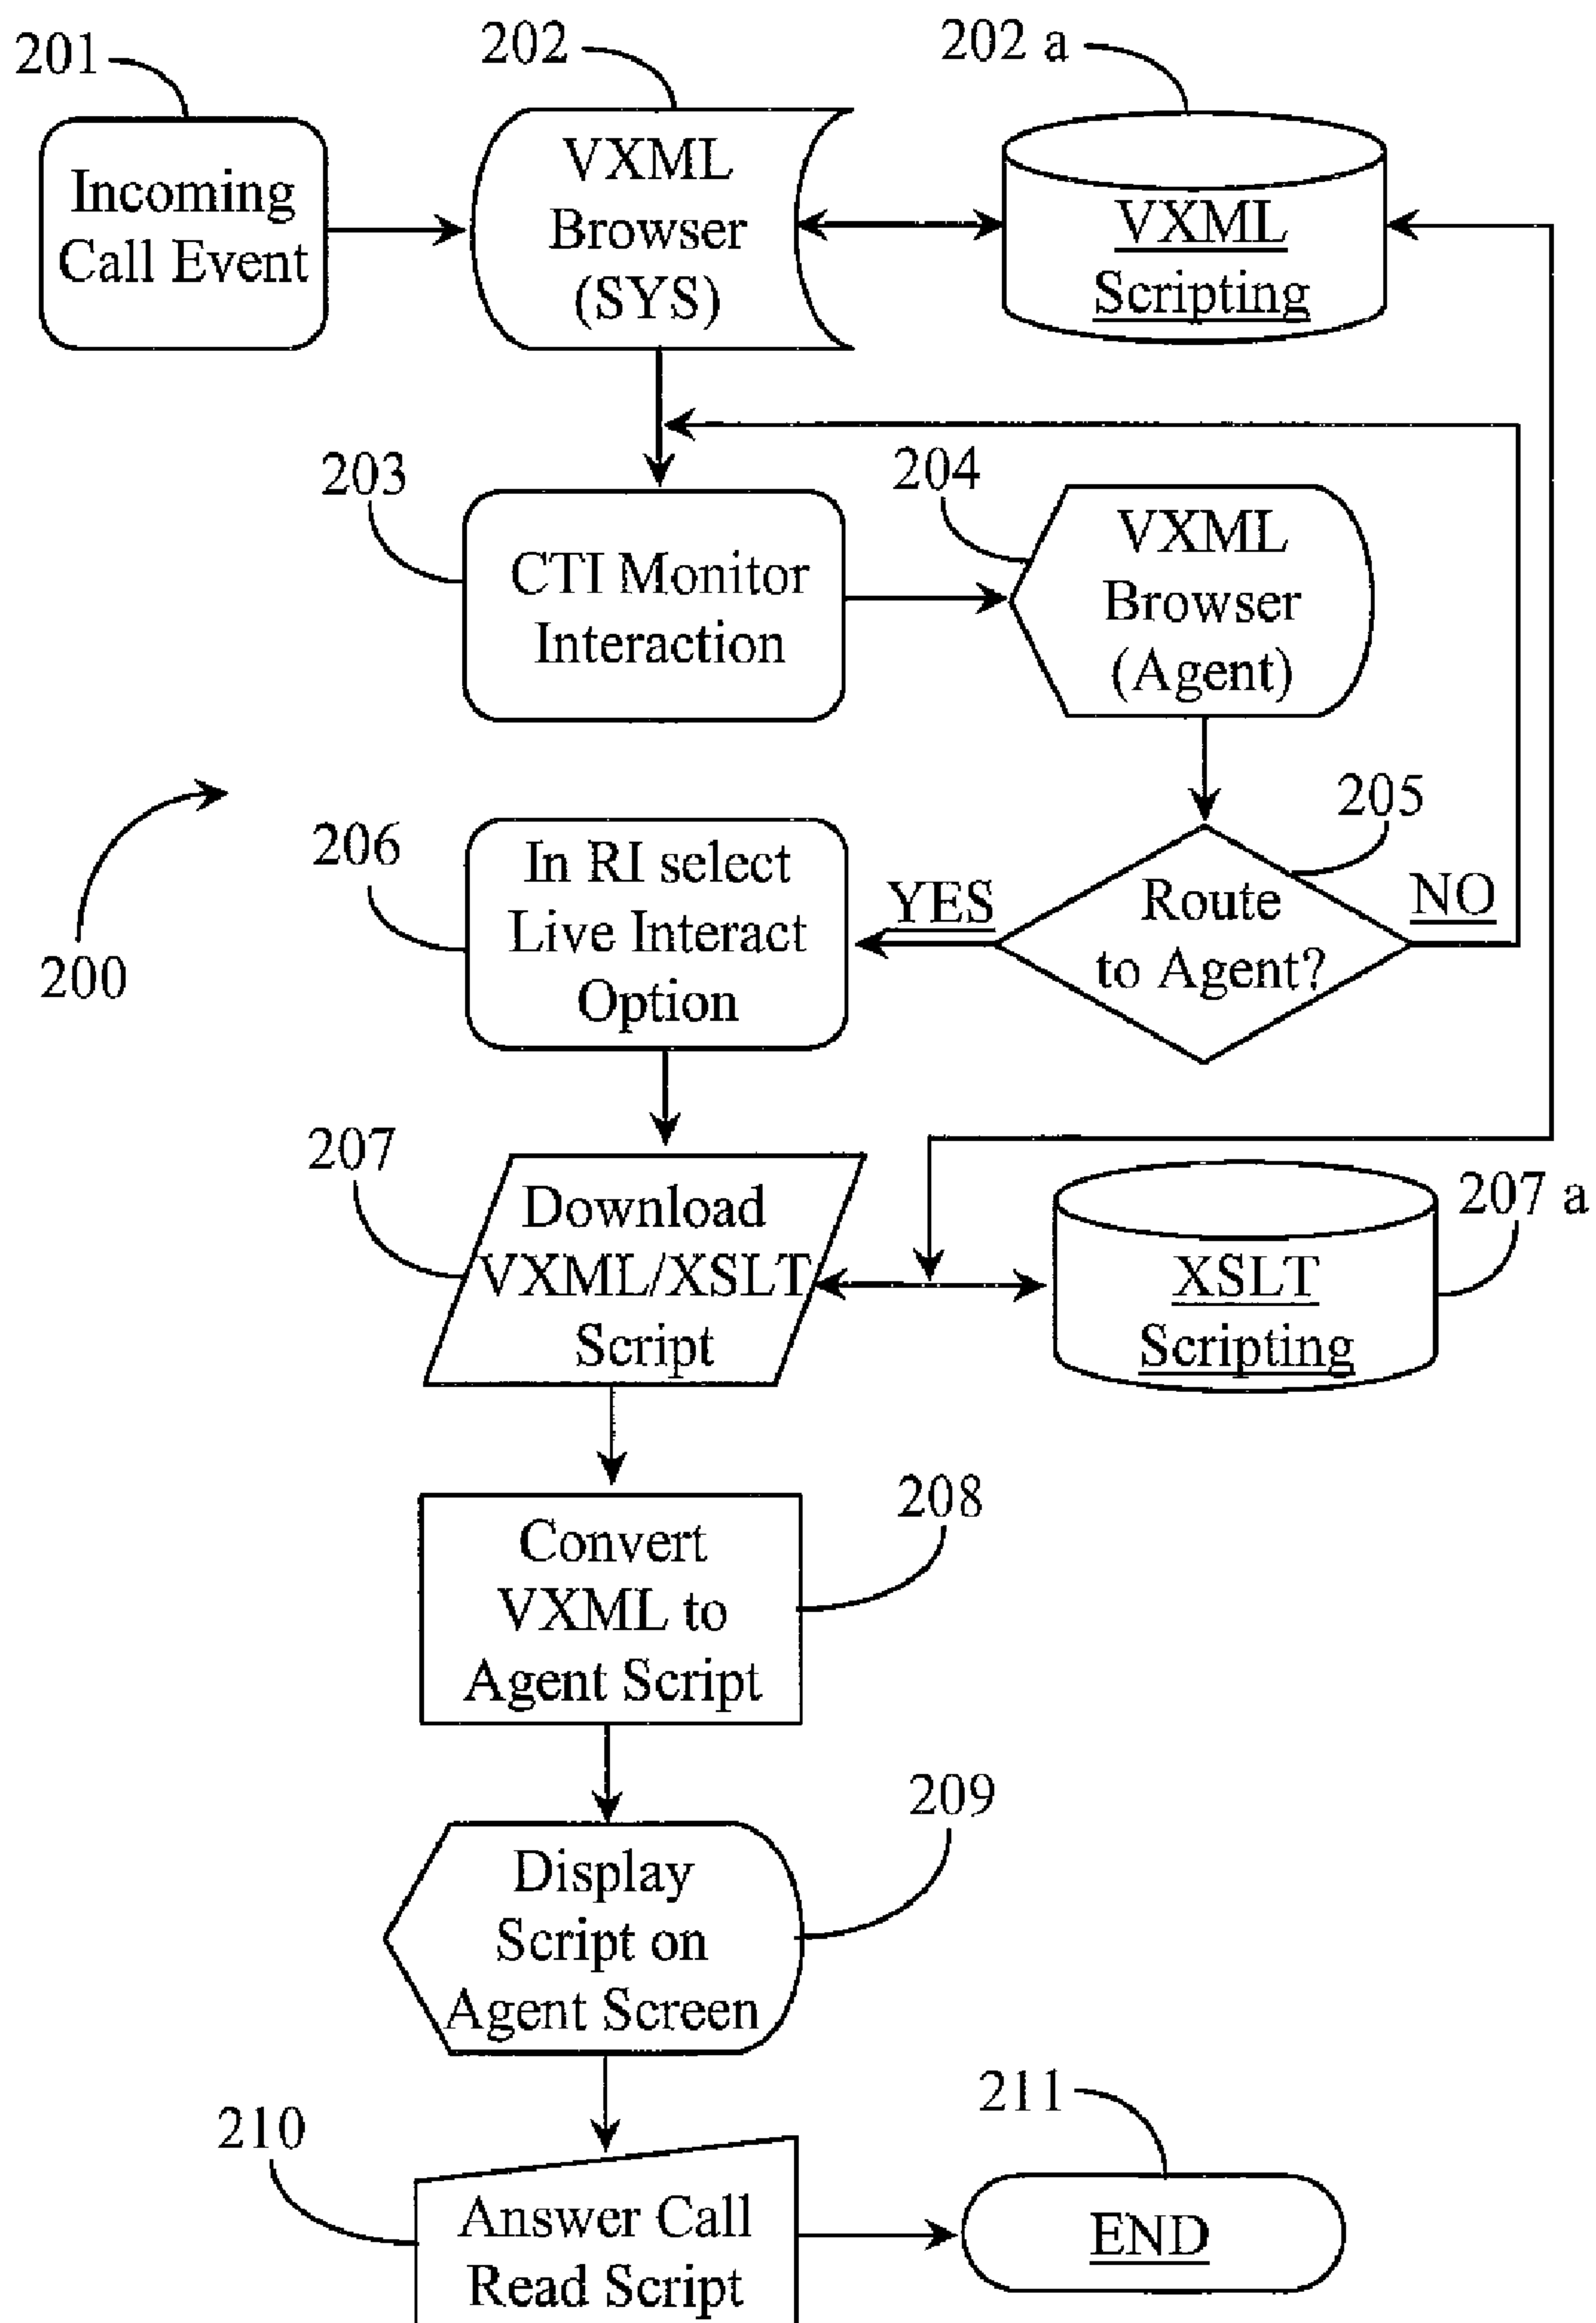 201
202
202 a
Incoming
Call Event
VXML
Browser
(SYS)
VXML
Scripting
203
204
CTI Monitor
Interaction
VXML
Browser
(Agent)
200
205
206
In RI select
Live Interact
Option
YES
Route
to Agent?
NO
207
Download
VXML/XSLT
Script
207 a
XSLT
Scripting
208
Convert
VXML to
Agent Script
209
Display
Script on
Agent Screen
210
211
Answer Call
Read Script
END